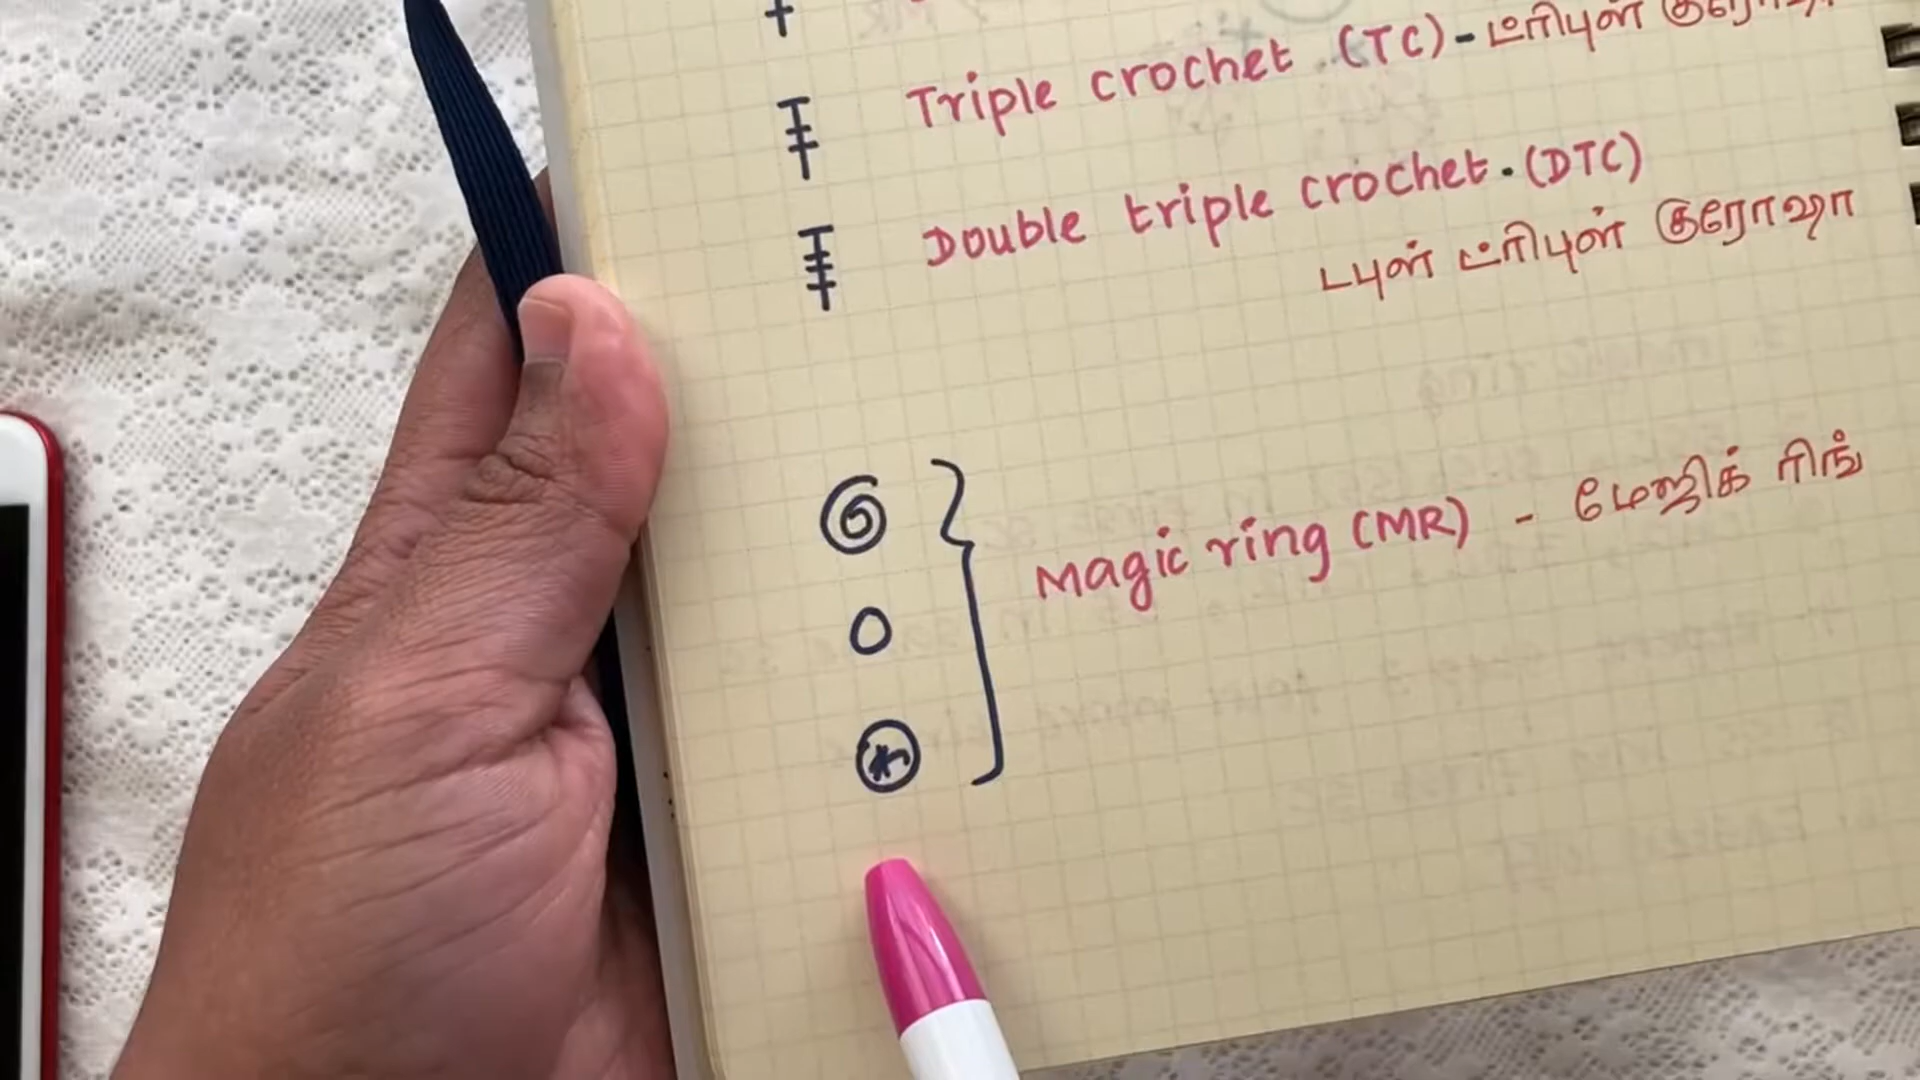 Triple crochet (TC) - ட்ரிபுள்
Double triple crochet. (DTC)
டபுள் ட்ரிபுள் குரோஷா
Magic ring (MR) - மேஜிக் ரிங்